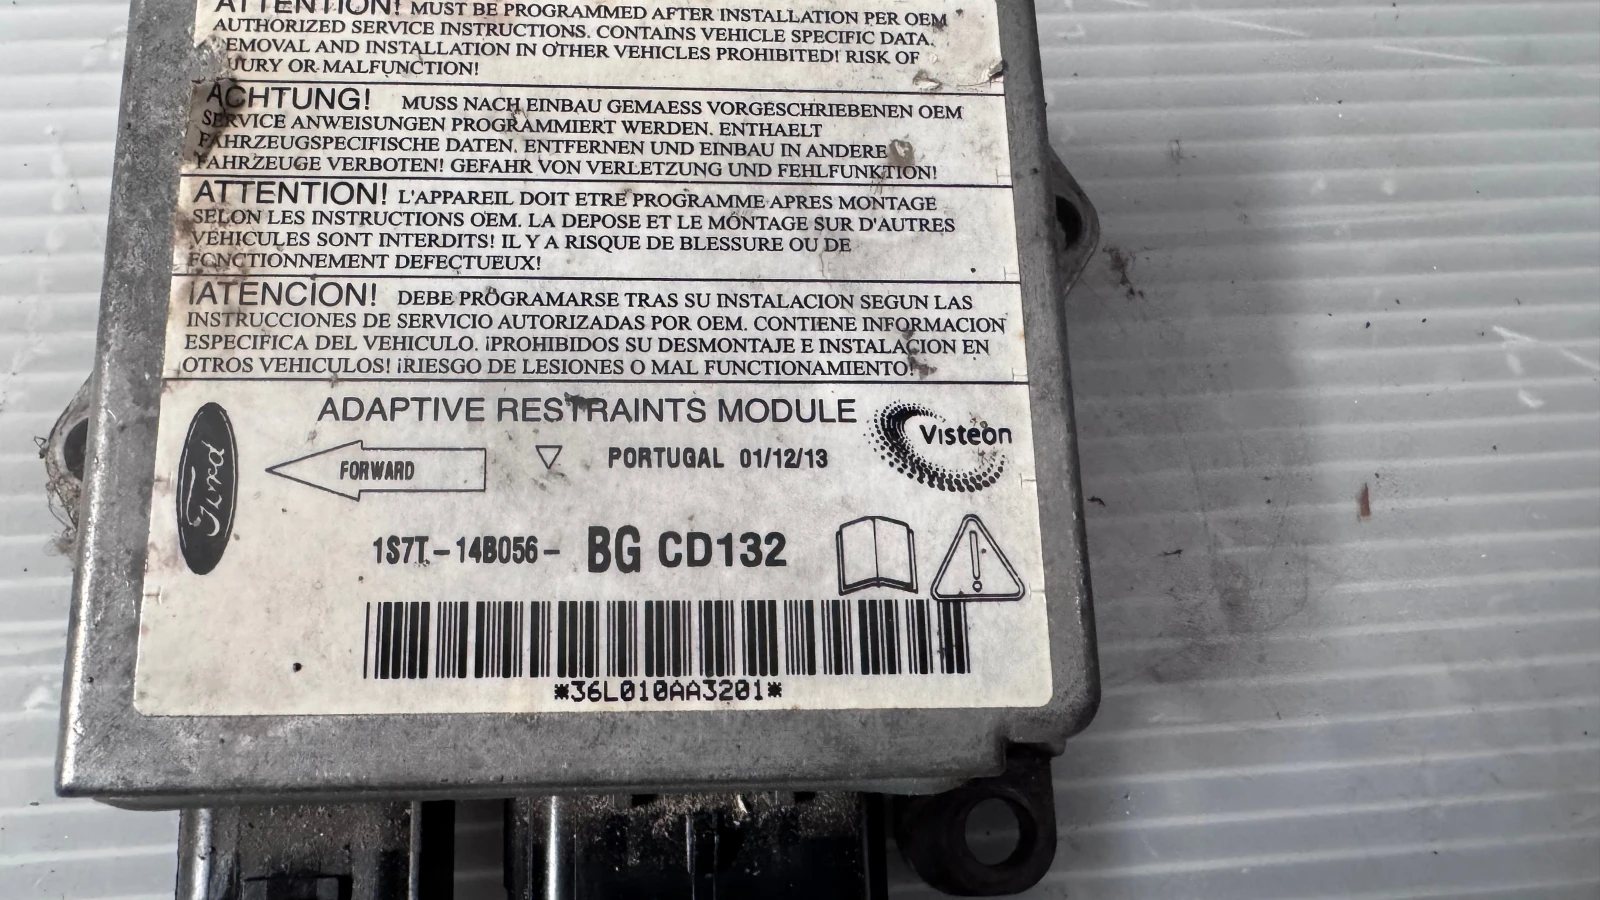 ATTENTION! MUST BE PROGRAMMED AFTER INSTALLATION PER OEM
AUTHORIZED SERVICE INSTRUCTIONS. CONTAINS VEHICLE SPECIFIC DATA.
EMOVAL AND INSTALLATION IN OTHER VEHICLES PROHIBITED! RISK OF
JURY OR MALFUNCTION!
ACHTUNG! MUSS NACH EINBAU GEMAESS VORGESCHRIEBENEN OEM
SERVICE ANWEISUNGEN PROGRAMMIERT WERDEN. ENTHAELT
FAHRZEUGSPECIFISCHE DATEN. ENTFERNEN UND EINBAU IN ANDERE
FAHRZEUGE VERBOTEN! GEFAHR VON VERLETZUNG UND FEHLFUNKTION!
ATTENTION! L'APPAREIL DOIT ETRE PROGRAMME APRES MONTAGE
SELON LES INSTRUCTIONS OEM. LA DEPOSE ET LE MONTAGE SUR D'AUTRES
VEHICULES SONT INTERDITS! IL Y A RISQUE DE BLESSURE OU DE
FONCTIONNEMENT DEFECTUEUX!
¡ATENCION! DEBE PROGRAMARSE TRAS SU INSTALACION SEGUN LAS
INSTRUCCIONES DE SERVICIO AUTORIZADAS POR OEM. CONTIENE INFORMACION
ESPECIFICA DEL VEHICULO. ¡PROHIBIDOS SU DESMONTAJE E INSTALACION EN
OTROS VEHICULOS! ¡RIESGO DE LESIONES O MAL FUNCIONAMIENTO!
ADAPTIVE RESTRAINTS MODULE
Ford
FORWARD
PORTUGAL 01/12/13
Visteon
1S7T-14B056- BG CD132
*36L010AA3201*